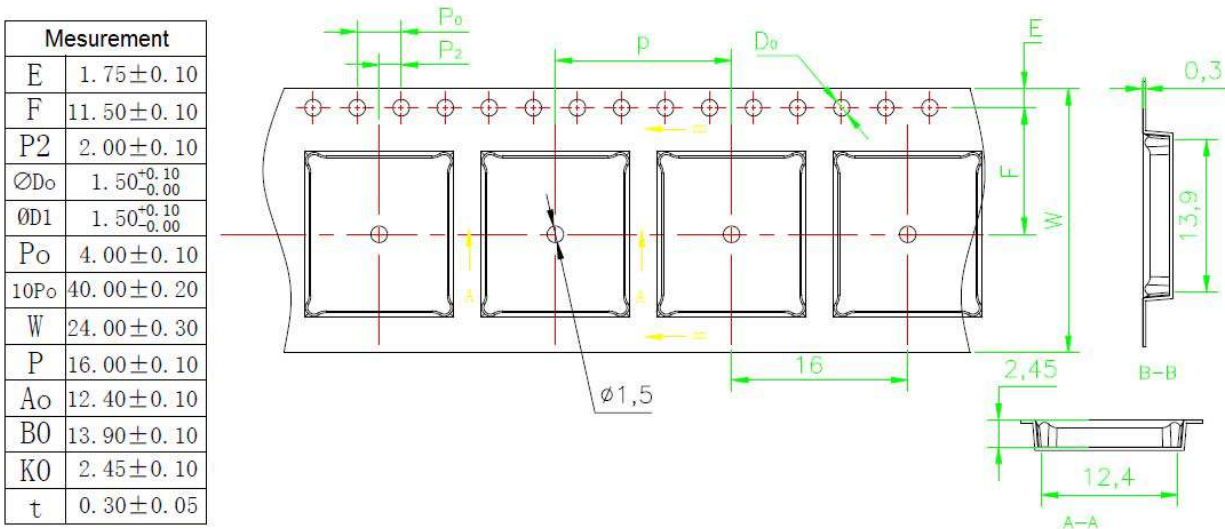 Mesurement
E 1.75±0.10
F 11.50±0.10
P2 2.00±0.10
∅Do 1.50+0.10 -0.00
ØD1 1.50+0.10 -0.00
Po 4.00±0.10
10Po 40.00±0.20
W 24.00±0.30
P 16.00±0.10
Ao 12.40±0.10
B0 13.90±0.10
K0 2.45±0.10
t 0.30±0.05
P₀
P₂
p
D₀
E
0,3
B
F
W
13,9
A
A
B
16
∅1,5
2,45
B-B
12,4
A-A